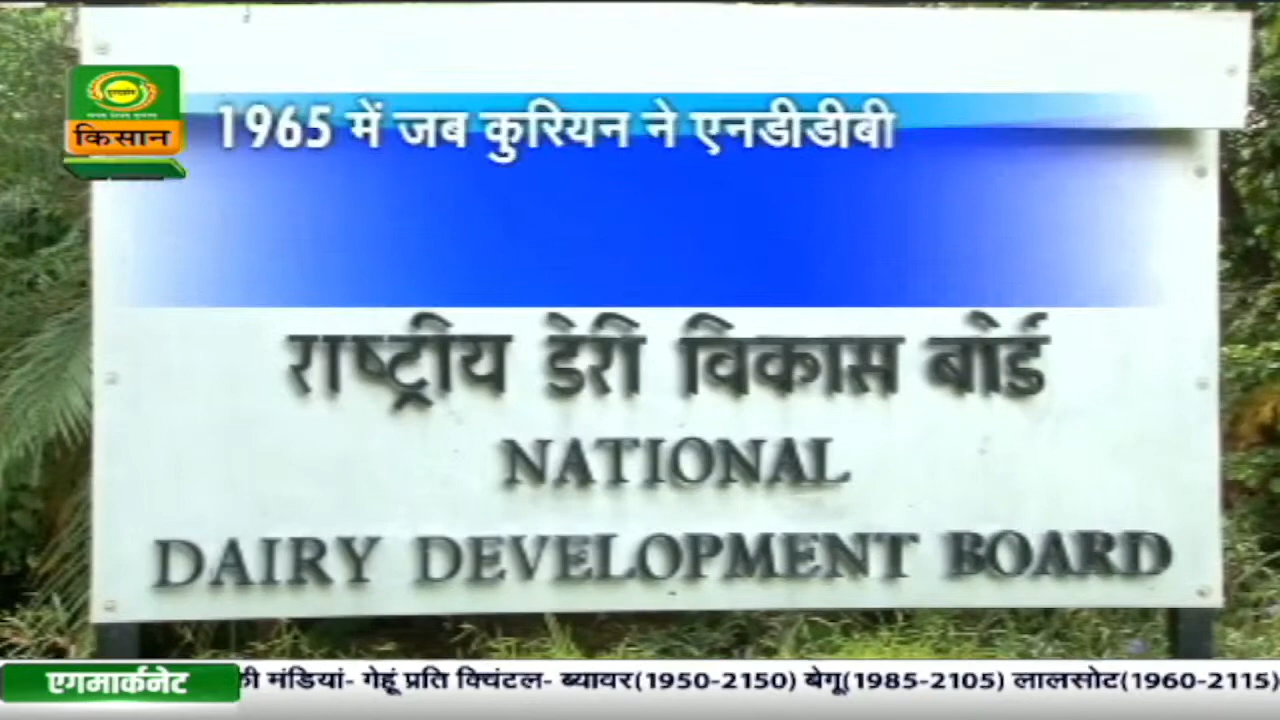 किसान
1965 में जब कुरियन ने एनडीडीबी
राष्ट्रीय डेरी विकास बोर्ड
NATIONAL
DAIRY DEVELOPMENT BOARD
एगमार्कनेट
मंडियां- गेहूं प्रति क्विंटल- ब्यावर(1950-2150) बेगू(1985-2105) लालसोट(1960-2115)